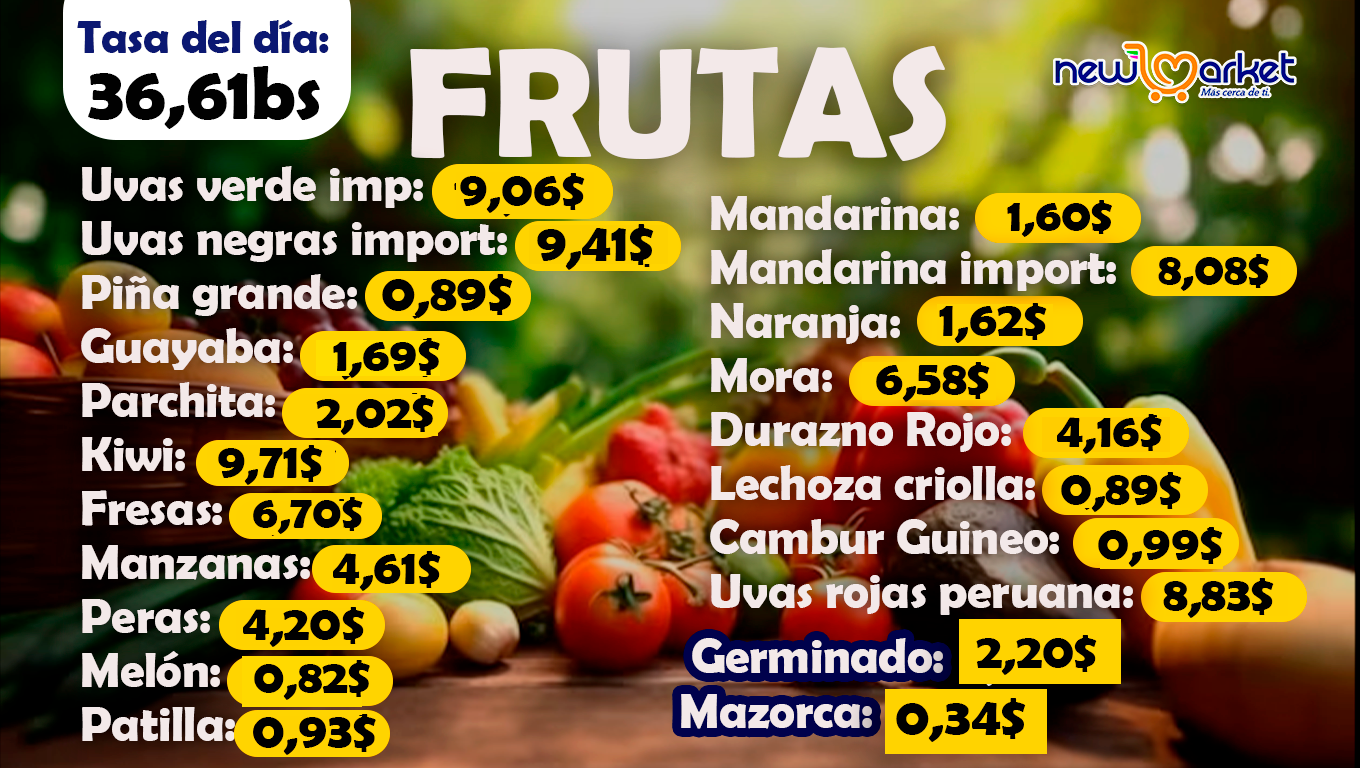 Tasa del día:
36,61bs
FRUTAS
newmarket
Más cerca de ti.
Uvas verde imp: 9,06$
Uvas negras import: 9,41$
Piña grande: 0,89$
Guayaba: 1,69$
Parchita: 2,02$
Kiwi: 9,71$
Fresas: 6,70$
Manzanas: 4,61$
Peras: 4,20$
Melón: 0,82$
Patilla: 0,93$
Mandarina: 1,60$
Mandarina import: 8,08$
Naranja: 1,62$
Mora: 6,58$
Durazno Rojo: 4,16$
Lechoza criolla: 0,89$
Cambur Guineo: 0,99$
Uvas rojas peruana: 8,83$
Germinado: 2,20$
Mazorca: 0,34$